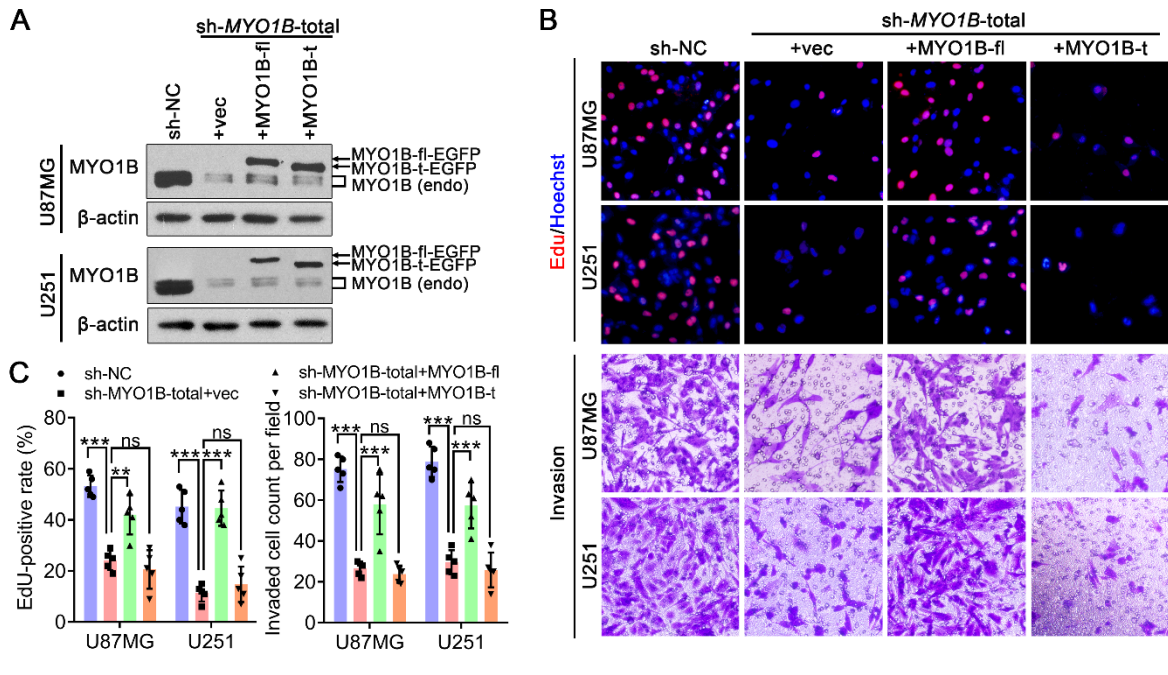 A
sh-MYO1B-total
sh-NC
+vec
+MYO1B-fl
+MYO1B-t
U87MG
MYO1B
MYO1B-fl-EGFP
MYO1B-t-EGFP
MYO1B (endo)
β-actin
U251
MYO1B
MYO1B-fl-EGFP
MYO1B-t-EGFP
MYO1B (endo)
β-actin
B
sh-MYO1B-total
sh-NC
+vec
+MYO1B-fl
+MYO1B-t
Edu/Hoechst
U87MG
U251
Invasion
U87MG
U251
C
sh-NC
sh-MYO1B-total+vec
sh-MYO1B-total+MYO1B-fl
sh-MYO1B-total+MYO1B-t
EdU-positive rate (%)
80
60
40
20
0
*** ns
**
*** ns
***
U87MG
U251
Invaded cell count per field
100
80
60
40
20
0
*** ns
***
*** ns
***
U87MG
U251